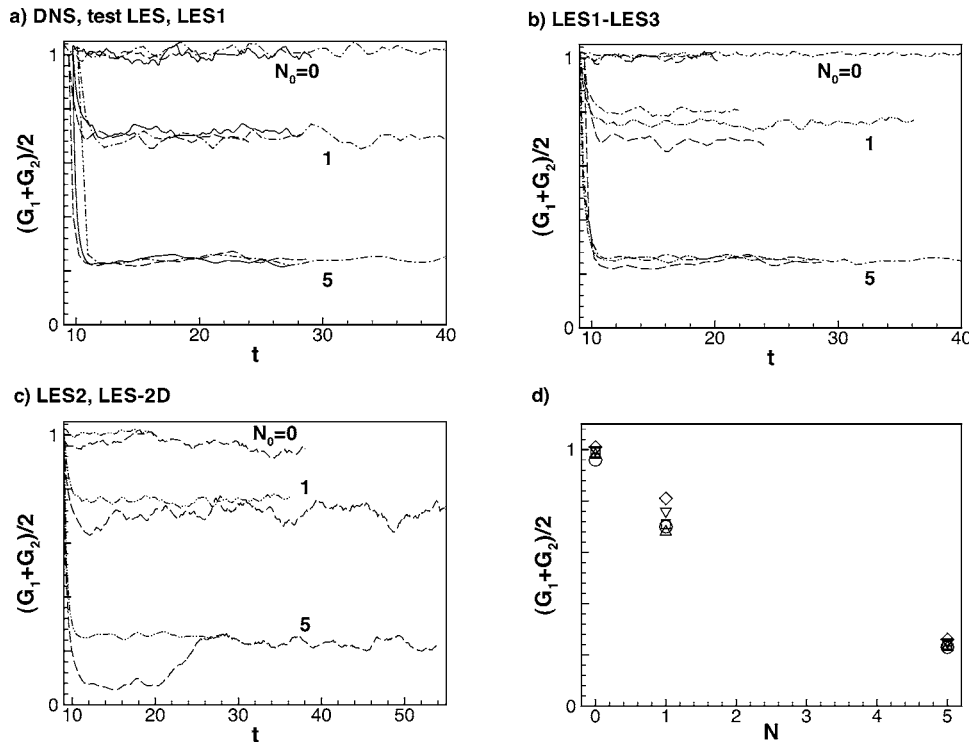 a) DNS, test LES, LES1
1
(G₁+G₂)/2
0
N₀=0
1
5
10 20 30 40
t
b) LES1-LES3
1
(G₁+G₂)/2
0
N₀=0
1
5
10 20 30 40
t
c) LES2, LES-2D
1
(G₁+G₂)/2
0
N₀=0
1
5
10 20 30 40 50
t
d)
1
(G₁+G₂)/2
0
0 1 2 3 4 5
N